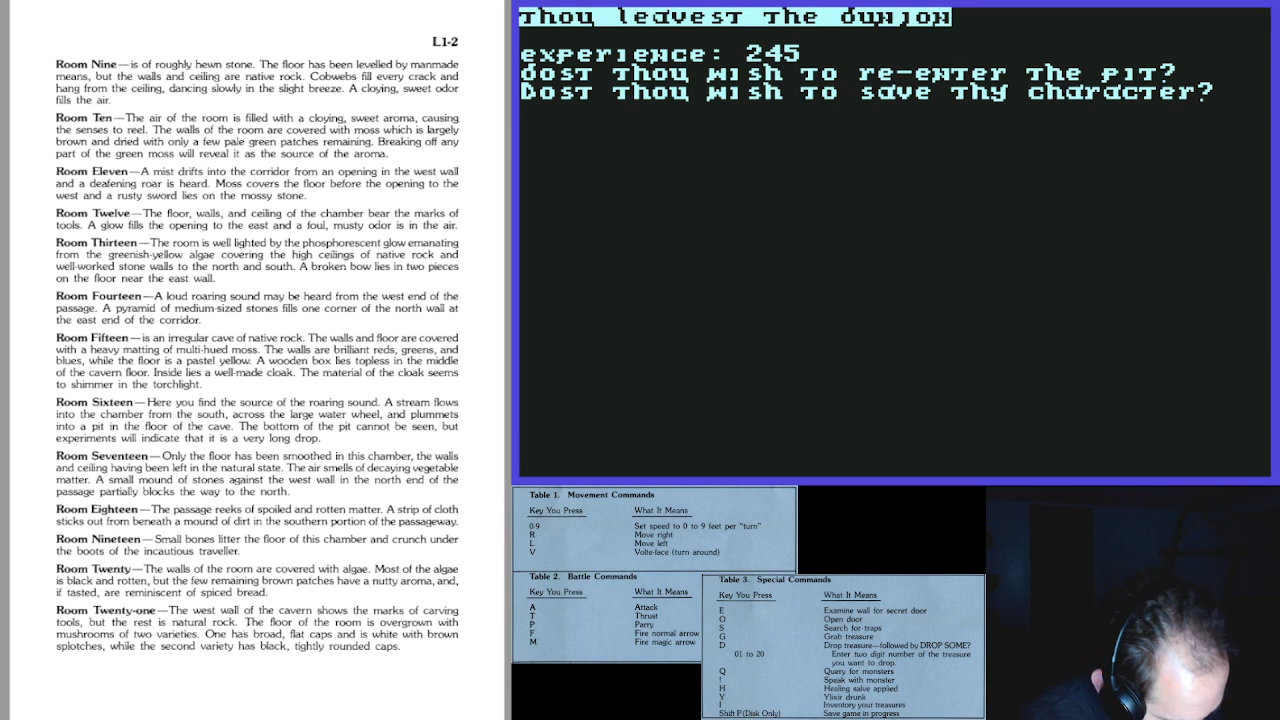 L1-2
Room Nine—is of roughly hewn stone. The floor has been levelled by manmade
means, but the walls and ceiling are native rock. Cobwebs fill every crack and
hang from the ceiling, dancing slowly in the slight breeze. A cloying, sweet odor
fills the air.
Room Ten—The air of the room is filled with a cloying, sweet aroma, causing
the senses to reel. The walls of the room are covered with moss which is largely
brown and dried with only a few pale green patches remaining. Breaking off any
part of the green moss will reveal it as the source of the aroma.
Room Eleven—A mist drifts into the corridor from an opening in the west wall
and a deafening roar is heard. Moss covers the floor before the opening to the
west and a rusty sword lies on the mossy stone.
Room Twelve—The floor, walls, and ceiling of the chamber bear the marks of
tools. A glow fills the opening to the east and a foul, musty odor is in the air.
Room Thirteen—The room is well lighted by the phosphorescent glow emanating
from the greenish-yellow algae covering the high ceilings of native rock and
well-worked stone walls to the north and south. A broken bow lies in two pieces
on the floor near the east wall.
Room Fourteen—A loud roaring sound may be heard from the west end of the
passage. A pyramid of medium-sized stones fills one corner of the north wall at
the east end of the corridor.
Room Fifteen—is an irregular cave of native rock. The walls and floor are covered
with a heavy matting of multi-hued moss. The walls are brilliant reds, greens, and
blues, while the floor is a pastel yellow. A wooden box lies topless in the middle
of the cavern floor. Inside lies a well-made cloak. The material of the cloak seems
to shimmer in the torchlight.
Room Sixteen—Here you find the source of the roaring sound. A stream flows
into the chamber from the south, across the large water wheel, and plummets
into a pit in the floor of the cave. The bottom of the pit cannot be seen, but
experiments will indicate that it is a very long drop.
Room Seventeen—Only the floor has been smoothed in this chamber, the walls
and ceiling having been left in the natural state. The air smells of decaying vegetable
matter. A small mound of stones against the west wall in the north end of the
passage partially blocks the way to the north.
Room Eighteen—The passage reeks of spoiled and rotten matter. A strip of cloth
sticks out from beneath a mound of dirt in the southern portion of the passageway.
Room Nineteen—Small bones litter the floor of this chamber and crunch under
the boots of the incautious traveller.
Room Twenty—The walls of the room are covered with algae. Most of the algae
is black and rotten, but the few remaining brown patches have a nutty aroma, and,
if tasted, are reminiscent of spiced bread.
Room Twenty-one—The west wall of the cavern shows the marks of carving
tools, but the rest is natural rock. The floor of the room is overgrown with
mushrooms of two varieties. One has broad, flat caps and is white with brown
splotches, while the second variety has black, tightly rounded caps.
Thou leavest the dunjon
experience: 245
dost thou wish to re-enter the pit?
Dost thou wish to save thy character?
Table 1. Movement Commands
Key You Press What It Means
0-9 Set speed to 0 to 9 feet per "turn"
R Move right
L Move left
V Volte-face (turn around)
Table 2. Battle Commands
Key You Press What It Means
A Attack
T Thrust
P Parry
F Fire normal arrow
M Fire magic arrow
Table 3. Special Commands
Key You Press What It Means
E Examine wall for secret door
O Open door
S Search for traps
G Grab treasure
D Drop treasure—followed by DROP SOME?
01 to 20 Enter two digit number of the treasure
you want to drop.
Q Query for monsters
! Speak with monster
H Healing salve applied
Y Ylixir drunk
I Inventory your treasures
Shift P (Disk Only) Save game in progress